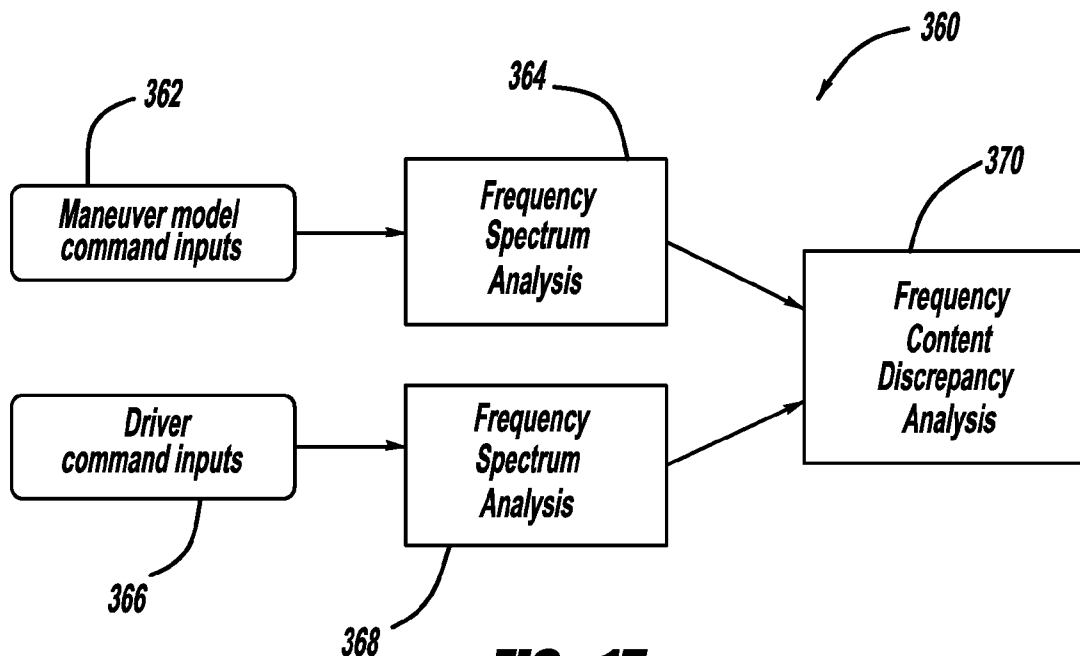 360
362
364
370
Maneuver model
command inputs
Frequency
Spectrum
Analysis
Frequency
Content
Discrepancy
Analysis
Driver
command inputs
Frequency
Spectrum
Analysis
366
368